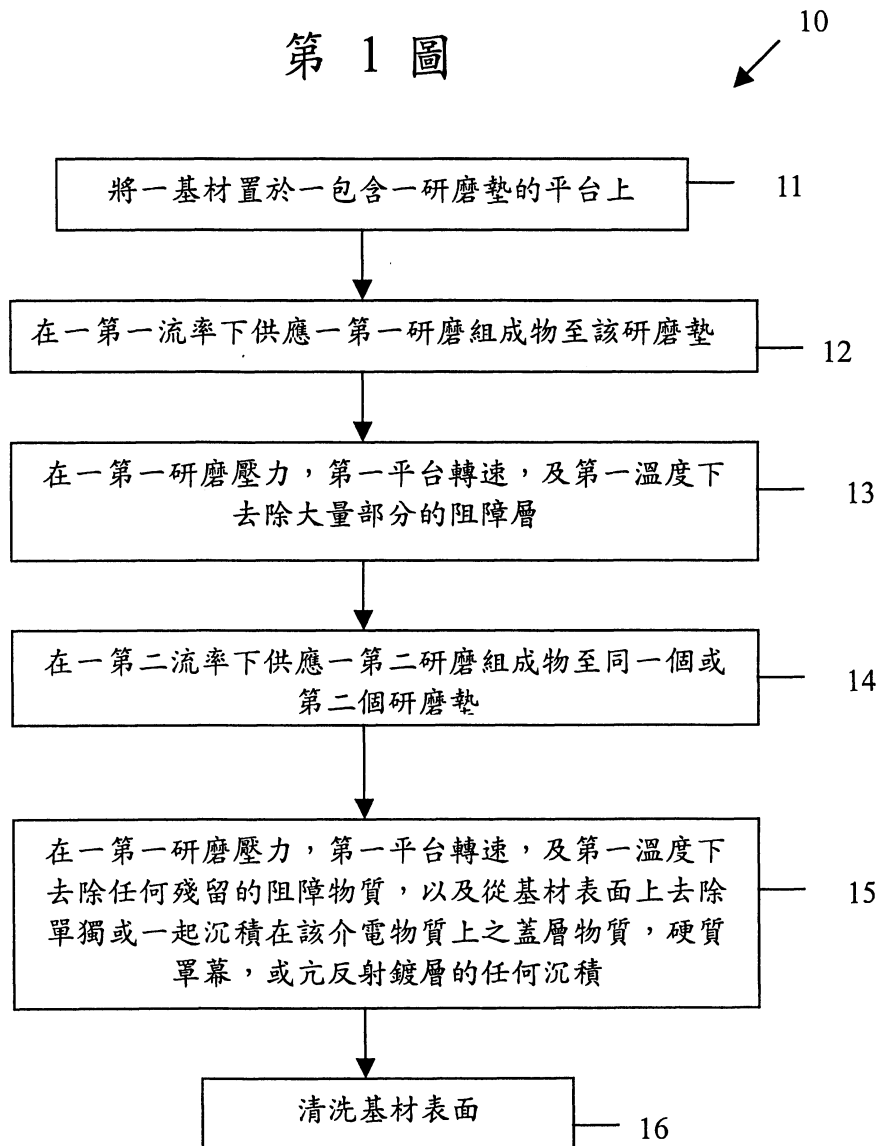 第 1 圖
10
將一基材置於一包含一研磨墊的平台上
11
在一第一流率下供應一第一研磨組成物至該研磨墊
12
在一第一研磨壓力，第一平台轉速，及第一溫度下
去除大量部分的阻障層
13
在一第二流率下供應一第二研磨組成物至同一個或
第二個研磨墊
14
在一第一研磨壓力，第一平台轉速，及第一溫度下
去除任何殘留的阻障物質，以及從基材表面上去除
單獨或一起沉積在該介電物質上之蓋層物質，硬質
罩幕，或亢反射鍍層的任何沉積
15
清洗基材表面
16